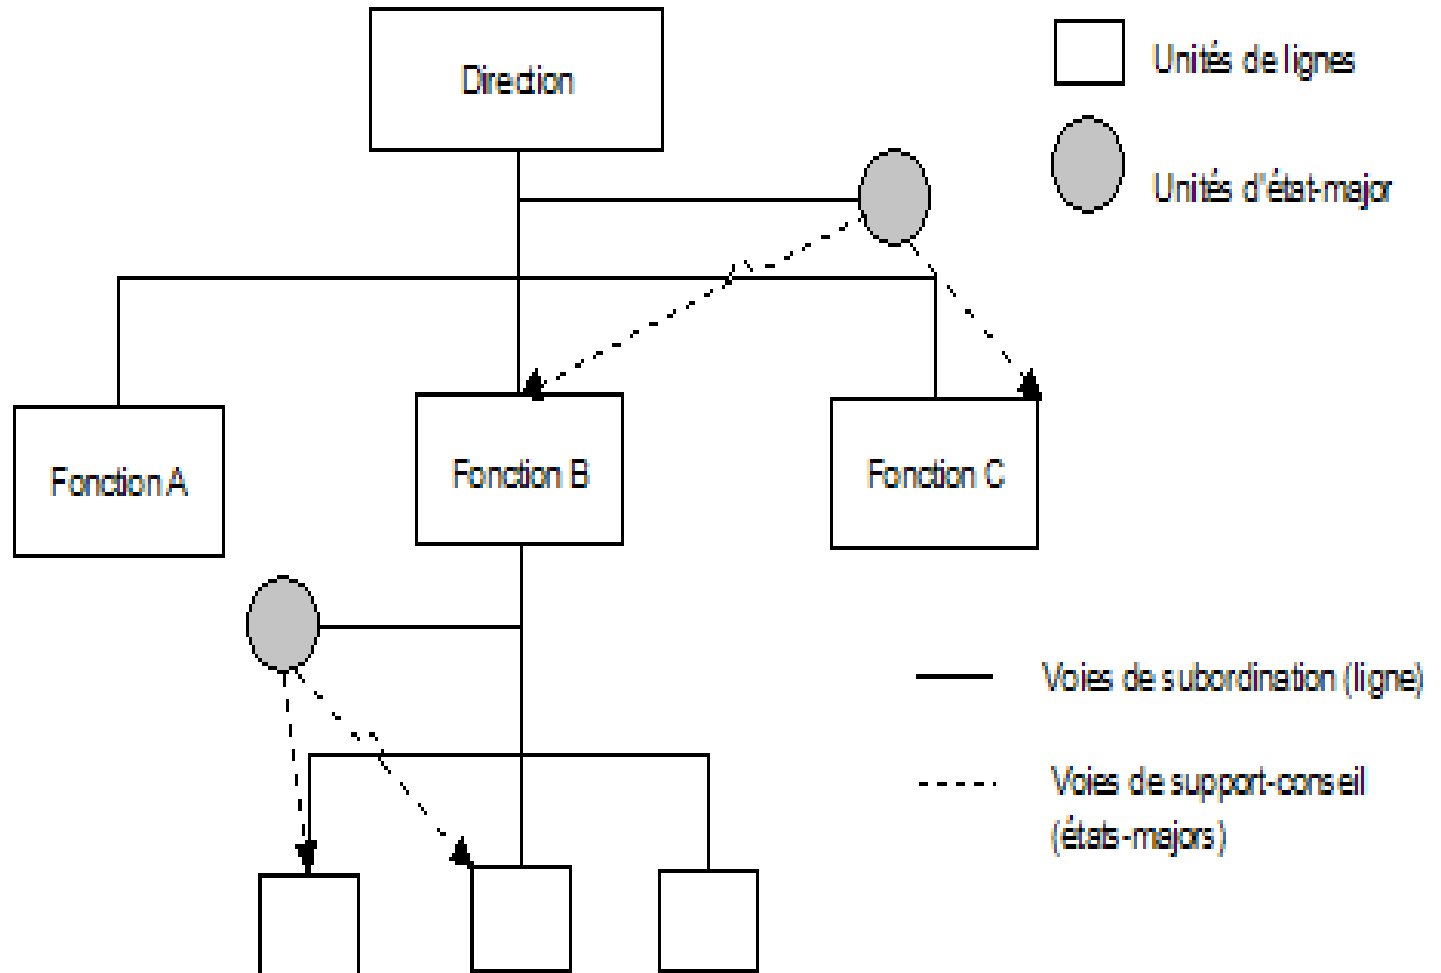 Direction
Unités de lignes
Unités d'état-major
Fonction A
Fonction B
Fonction C
Voies de subordination (ligne)
Voies de support-conseil
(états-majors)